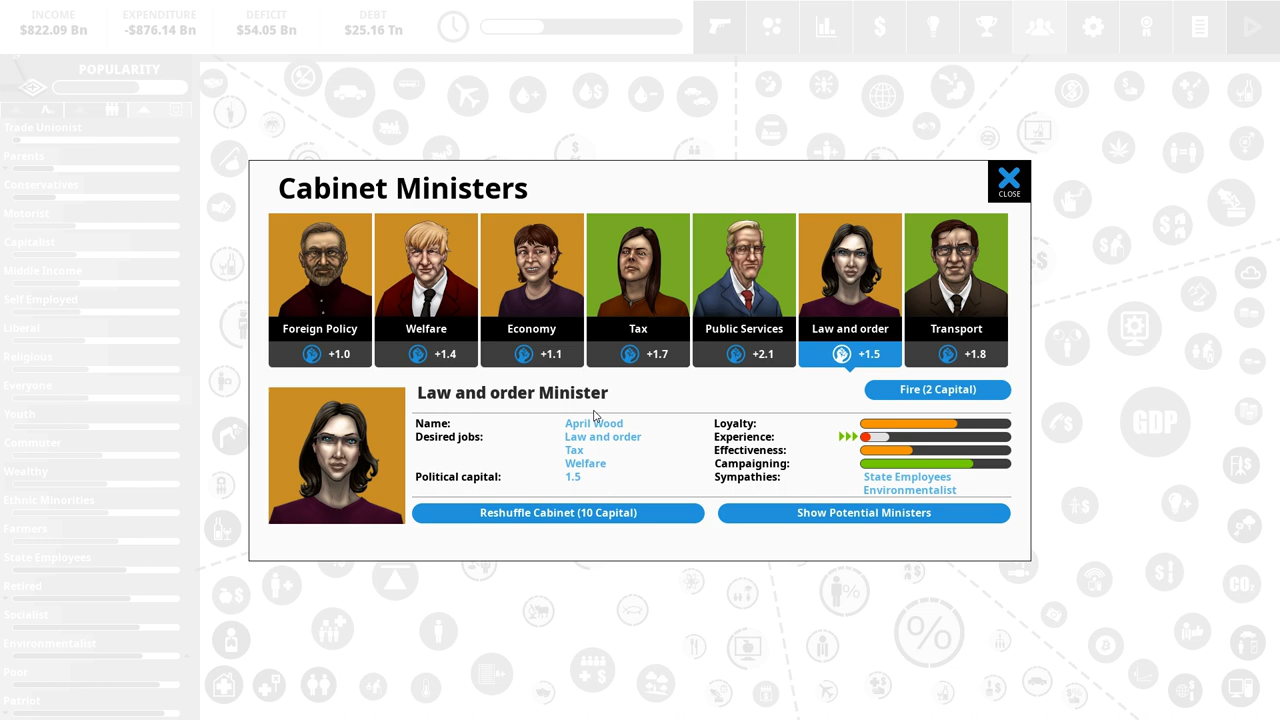 INCOME EXPENDITURE DEFICIT DEBT
$822.09 Bn -$876.14 Bn $54.05 Bn $25.16 Tn
POPULARITY
Trade Unionist
Parents
Conservatives
Motorist
Capitalist
Middle Income
Self Employed
Liberal
Religious
Everyone
Youth
Commuter
Wealthy
Ethnic Minorities
Farmers
State Employees
Retired
Socialist
Environmentalist
Poor
Patriot
GDP
CO₂
Cabinet Ministers
CLOSE
Foreign Policy Welfare Economy Tax Public Services Law and order Transport
+1.0 +1.4 +1.1 +1.7 +2.1 +1.5 +1.8
Law and order Minister
Fire (2 Capital)
Name: April Wood
Desired jobs: Law and order
Tax
Welfare
Political capital: 1.5
Loyalty:
Experience:
Effectiveness:
Campaigning:
Sympathies: State Employees
Environmentalist
Reshuffle Cabinet (10 Capital) Show Potential Ministers